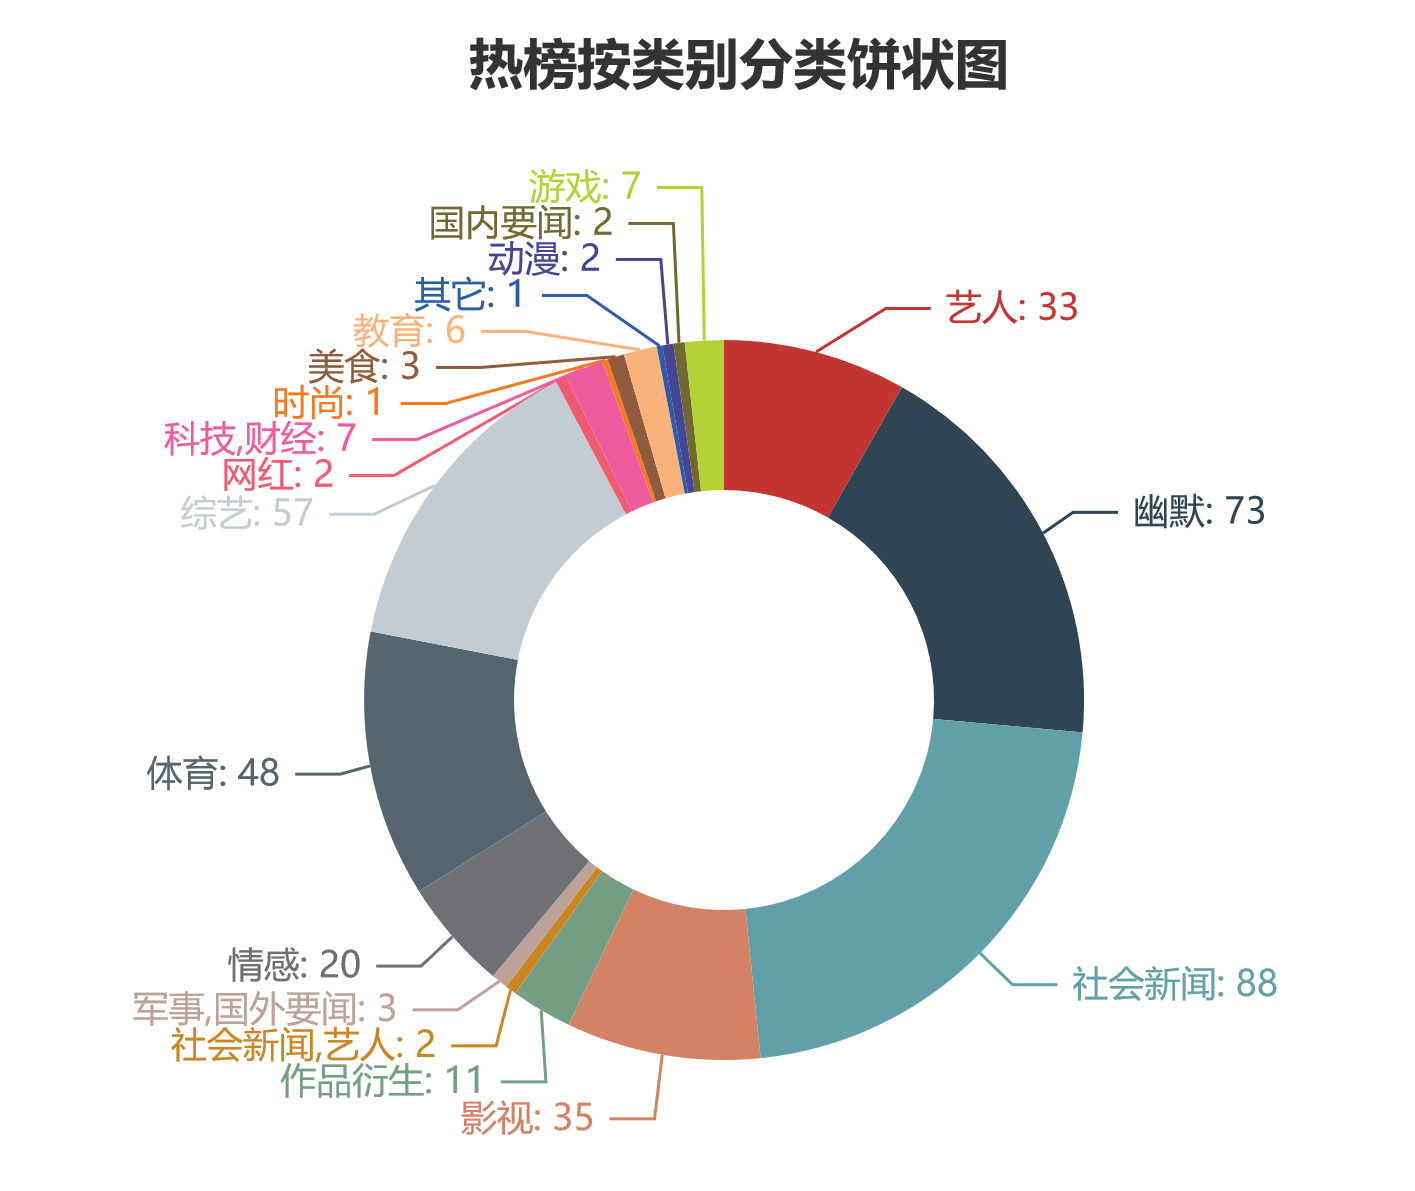 热榜按类别分类饼状图
游戏: 7
国内要闻: 2
动漫: 2
其它: 1
教育: 6
美食: 3
时尚: 1
科技,财经: 7
网红: 2
综艺: 57
艺人: 33
幽默: 73
体育: 48
情感: 20
军事,国外要闻: 3
社会新闻,艺人: 2
作品衍生: 11
影视: 35
社会新闻: 88